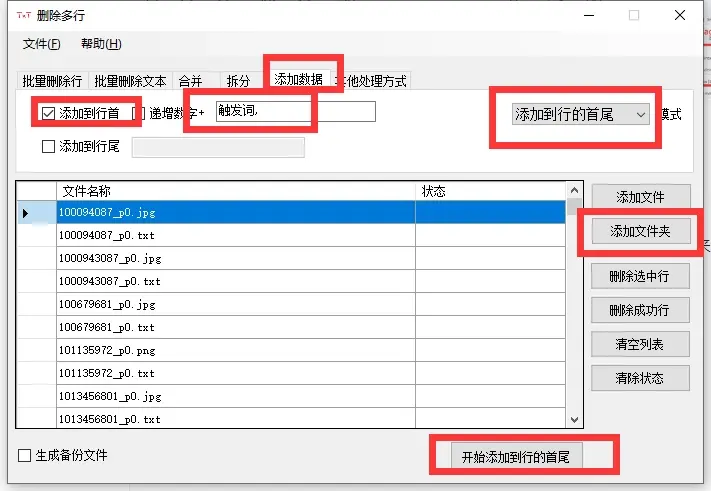 TxT 删除多行
文件(F) 帮助(H)
批量删除行 批量删除文本 合并 拆分 添加数据 其他处理方式
添加到行首 递增数字+ 触发词, 添加到行的首尾 模式
添加到行尾
文件名称 状态
100094087_p0.jpg
100094087_p0.txt
1000943087_p0.jpg
1000943087_p0.txt
100679681_p0.jpg
100679681_p0.txt
101135972_p0.png
101135972_p0.txt
1013456801_p0.jpg
1013456801_p0.txt
添加文件
添加文件夹
删除选中行
删除成功行
清空列表
清除状态
生成备份文件 开始添加到行的首尾